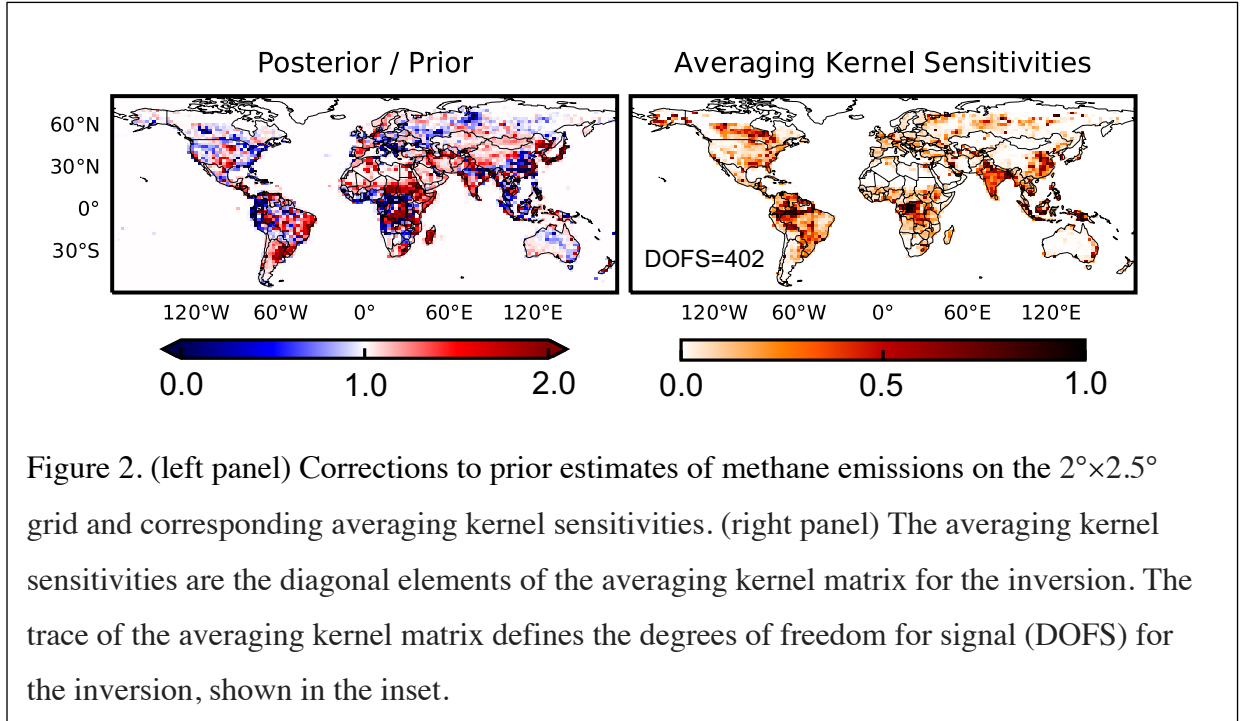 Posterior / Prior
Averaging Kernel Sensitivities
60°N
30°N
0°
30°S
DOFS=402
120°W 60°W 0° 60°E 120°E
120°W 60°W 0° 60°E 120°E
0.0 1.0 2.0
0.0 0.5 1.0
Figure 2. (left panel) Corrections to prior estimates of methane emissions on the 2°×2.5°
grid and corresponding averaging kernel sensitivities. (right panel) The averaging kernel
sensitivities are the diagonal elements of the averaging kernel matrix for the inversion. The
trace of the averaging kernel matrix defines the degrees of freedom for signal (DOFS) for
the inversion, shown in the inset.